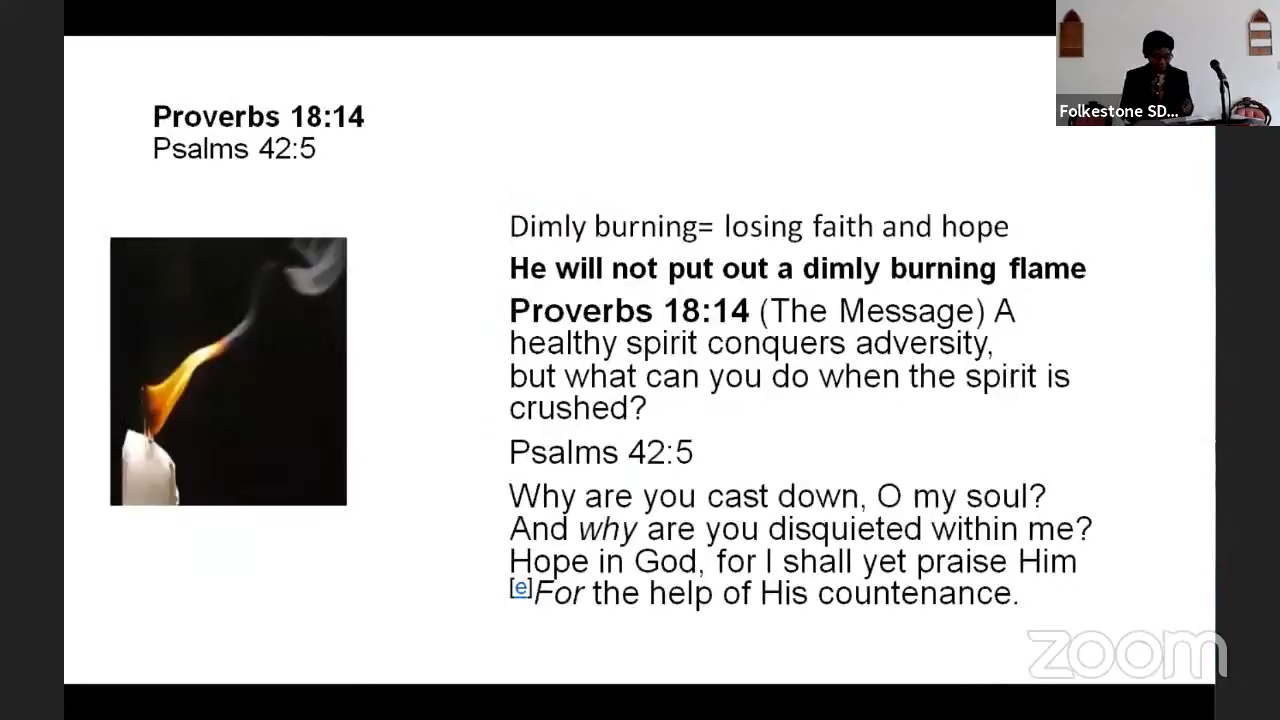 Proverbs 18:14
Psalms 42:5
Folkestone SD...
Dimly burning= losing faith and hope
He will not put out a dimly burning flame
Proverbs 18:14 (The Message) A
healthy spirit conquers adversity,
but what can you do when the spirit is
crushed?
Psalms 42:5
Why are you cast down, O my soul?
And why are you disquieted within me?
Hope in God, for I shall yet praise Him
[e]For the help of His countenance.
zoom